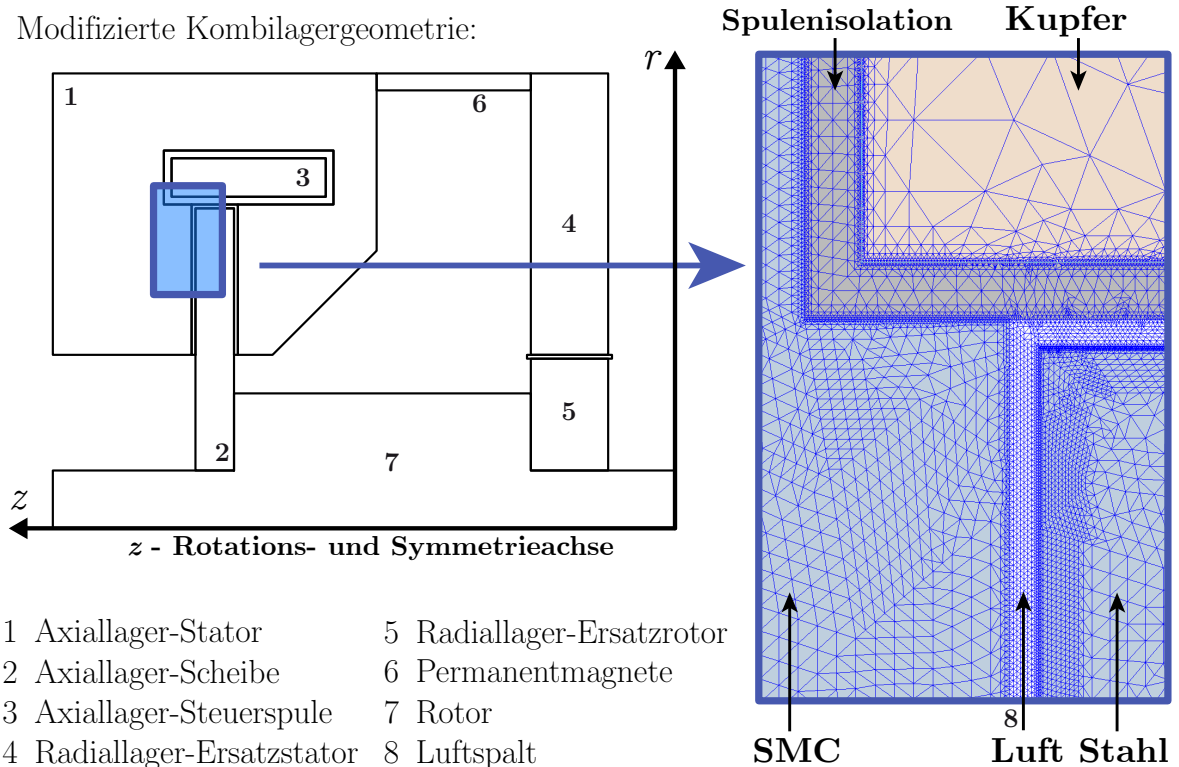 Modifizierte Kombilagergeometrie:
Spulenisolation
Kupfer
r
1
6
3
4
5
2
7
z
z - Rotations- und Symmetrieachse
8
SMC
Luft
Stahl
1 Axiallager-Stator
2 Axiallager-Scheibe
3 Axiallager-Steuerspule
4 Radiallager-Ersatzstator
5 Radiallager-Ersatzrotor
6 Permanentmagnete
7 Rotor
8 Luftspalt